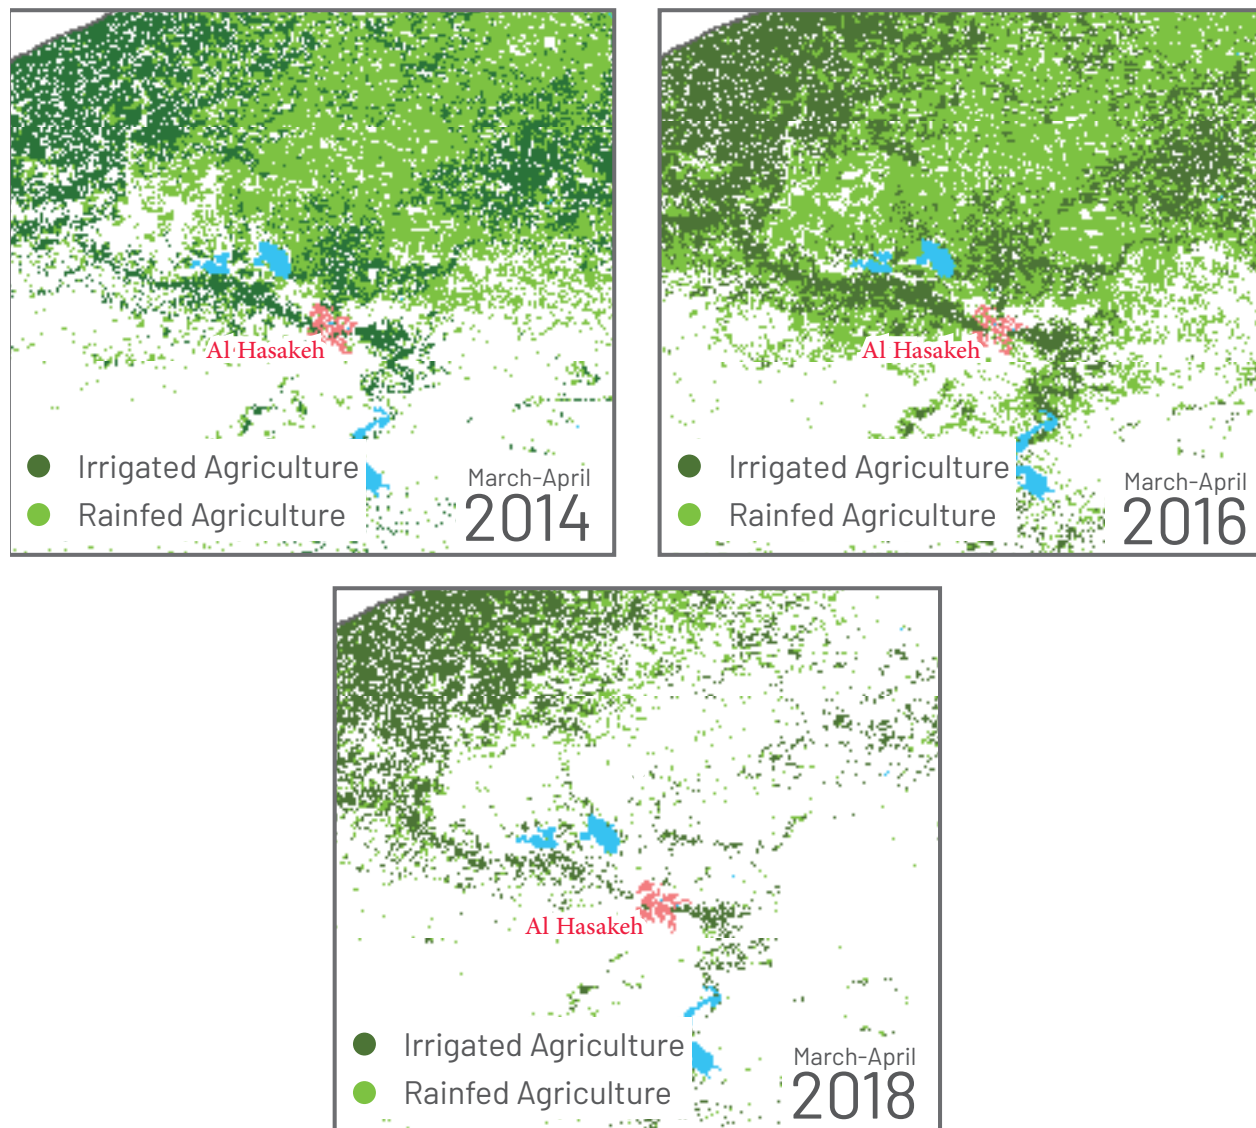 Al Hasakeh
Irrigated Agriculture
Rainfed Agriculture
March-April
2014
Al Hasakeh
Irrigated Agriculture
Rainfed Agriculture
March-April
2016
Al Hasakeh
Irrigated Agriculture
Rainfed Agriculture
March-April
2018